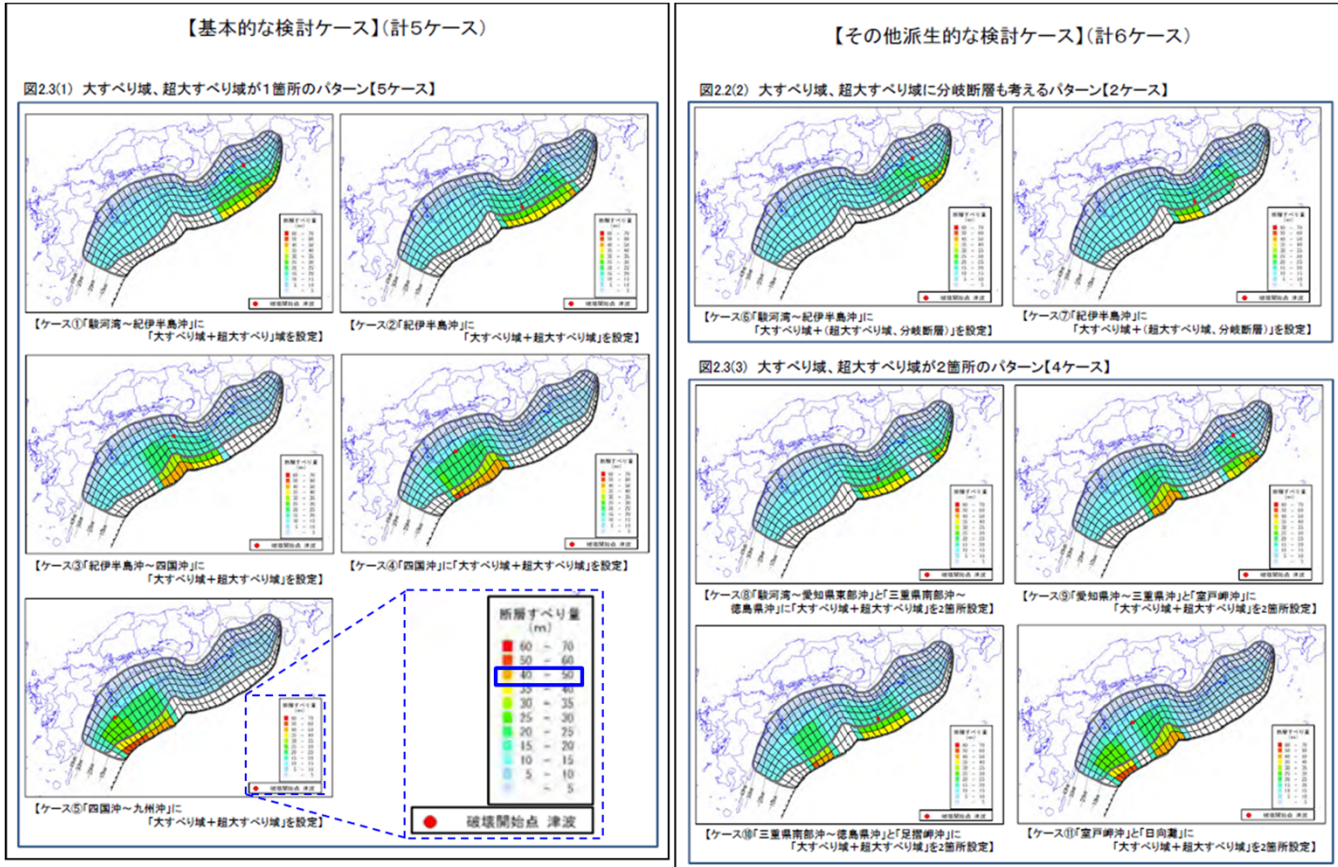 【基本的な検討ケース】(計5ケース)
図2.3(1) 大すべり域、超大すべり域が1箇所のパターン【5ケース】
【ケース①「駿河湾～紀伊半島沖」に
「大すべり域+超大すべり」域を設定】
【ケース②「紀伊半島沖」に
「大すべり域+超大すべり」域を設定】
【ケース③「紀伊半島沖～四国沖」に
「大すべり域+超大すべり域」を設定】
【ケース④「四国沖」に「大すべり域+超大すべり域」を設定】
【ケース⑤「四国沖～九州沖」に
「大すべり域+超大すべり域」を設定】
断層すべり量
(m)
60 ~ 70
50 ~ 60
40 ~ 50
35 ~ 40
30 ~ 35
25 ~ 30
20 ~ 25
15 ~ 20
10 ~ 15
5 ~ 10
~ 5
破壊開始点 津波
【その他派生的な検討ケース】(計6ケース)
図2.2(2) 大すべり域、超大すべり域に分岐断層も考えるパターン【2ケース】
【ケース⑥「駿河湾～紀伊半島沖」に
「大すべり域+(超大すべり域、分岐断層)」を設定】
【ケース⑦「紀伊半島沖」に
「大すべり域+(超大すべり域、分岐断層)」を設定】
図2.3(3) 大すべり域、超大すべり域が2箇所のパターン【4ケース】
【ケース⑧「駿河湾～愛知県東部沖」と「三重県南部沖～
徳島県沖」に「大すべり域+超大すべり域」を2箇所設定】
【ケース⑨「愛知県沖～三重県沖」と「室戸岬沖」に
「大すべり域+超大すべり域」を2箇所設定】
【ケース⑩「三重県南部沖～徳島県沖」と「足摺岬沖」に
「大すべり域+超大すべり域」を2箇所設定】
【ケース⑪「室戸岬沖」と「日向灘」に
「大すべり域+超大すべり域」を2箇所設定】